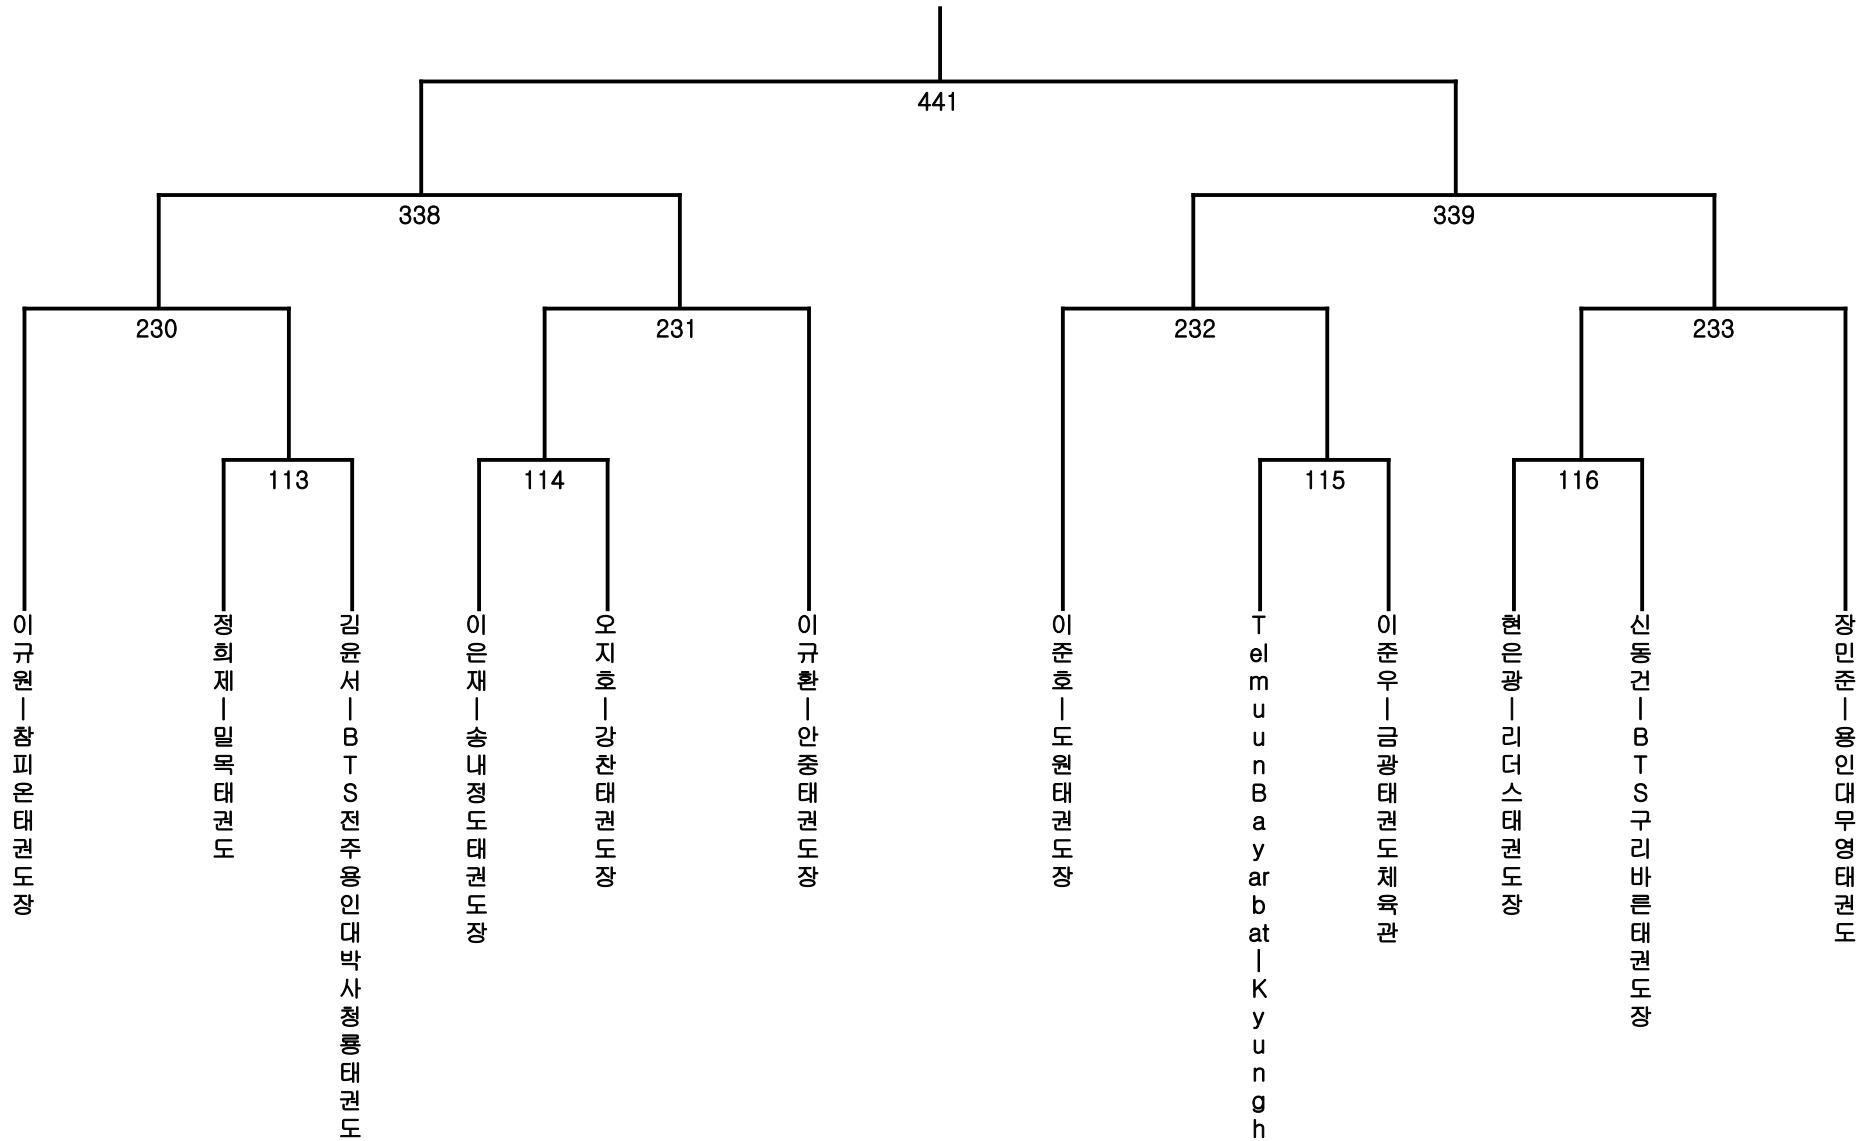 441
338
339
230
231
232
233
113
114
115
116
이규원-참피온태권도장
정희제-밀목태권도
김윤서-BTS전주용인대박사청룡태권도
이은재-송내정도태권도장
오지호-강찬태권도장
이규환-안중태권도장
이준호-도원태권도장
TelmuunBayarbat-Kyungh
이준우-금광태권도체육관
현은광-리더스태권도장
신동건-BTS구리바른태권도장
장민준-용인대무영태권도